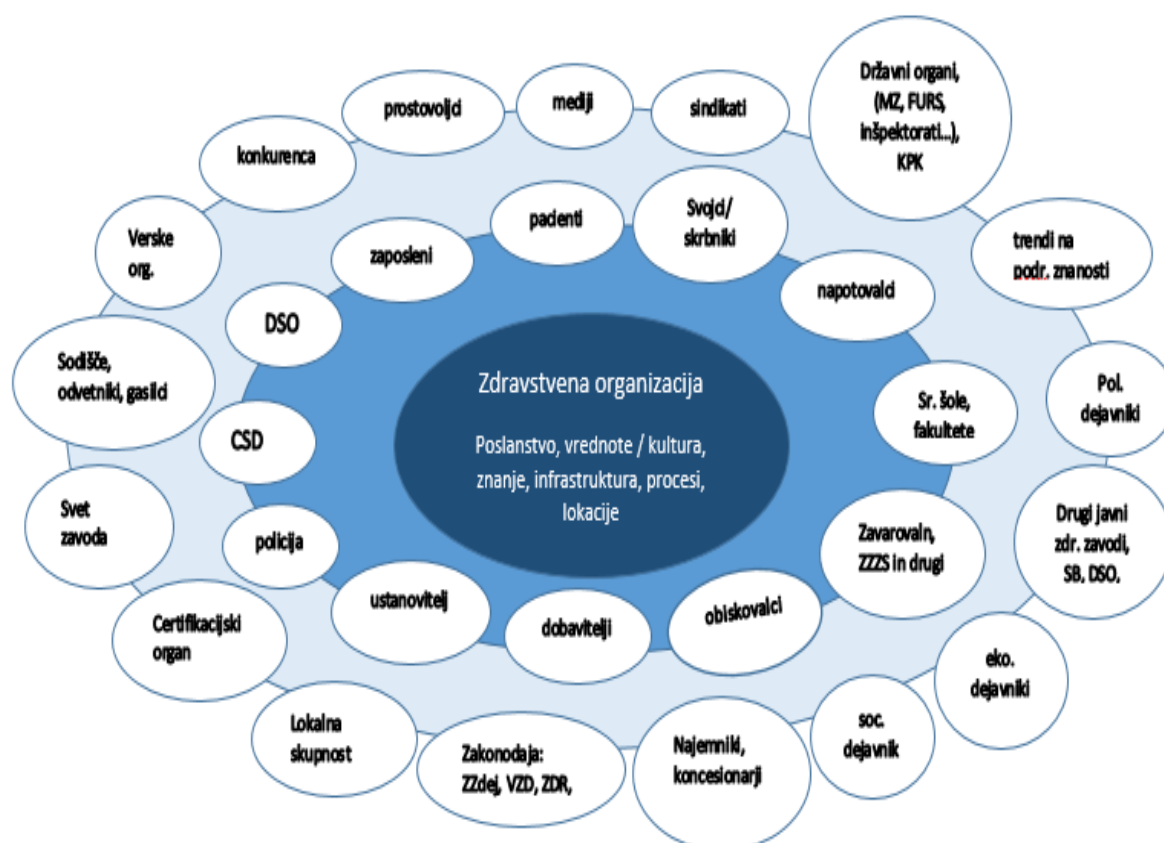 Državni organi,
(MZ, FURS,
inšpektorati...),
KPK
mediji
sindikati
prostovoljci
konkurenca
Verske
org.
Sodišče,
odvetniki, gasilci
Svet
zavoda
Certifikacijski
organ
Lokalna
skupnost
Zakonodaja:
ZZdej, VZD, ZDR,
Najemniki,
koncesionarji
soc.
dejavnik
eko.
dejavniki
Drugi javni
zdr. zavodi,
SB, DSO,
Pol.
dejavniki
trendi na
podr. znanosti
pacienti
Svojci/
skrbniki
napotovalci
Sr. šole,
fakultete
Zavarovaln,
ZZZS in drugi
obiskovalci
dobavitelji
ustanovitelj
policija
CSD
DSO
zaposleni
Zdravstvena organizacija
Poslanstvo, vrednote / kultura,
znanje, infrastruktura, procesi,
lokacije